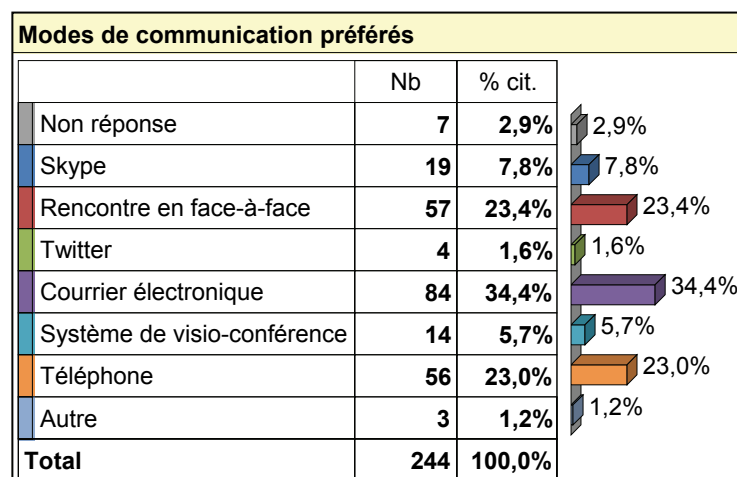 Modes de communication préférés
Nb % cit.
Non réponse 7 2,9% 2,9%
Skype 19 7,8% 7,8%
Rencontre en face-à-face 57 23,4% 23,4%
Twitter 4 1,6% 1,6%
Courrier électronique 84 34,4% 34,4%
Système de visio-conférence 14 5,7% 5,7%
Téléphone 56 23,0% 23,0%
Autre 3 1,2% 1,2%
Total 244 100,0%